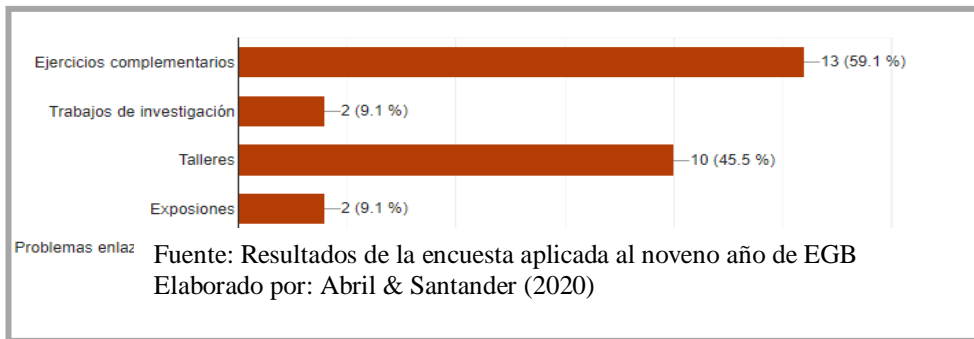 Ejercicios complementarios
13 (59.1 %)
Trabajos de investigación
2 (9.1 %)
Talleres
10 (45.5 %)
Exposiones
2 (9.1 %)
Problemas enlaz
Fuente: Resultados de la encuesta aplicada al noveno año de EGB
Elaborado por: Abril & Santander (2020)